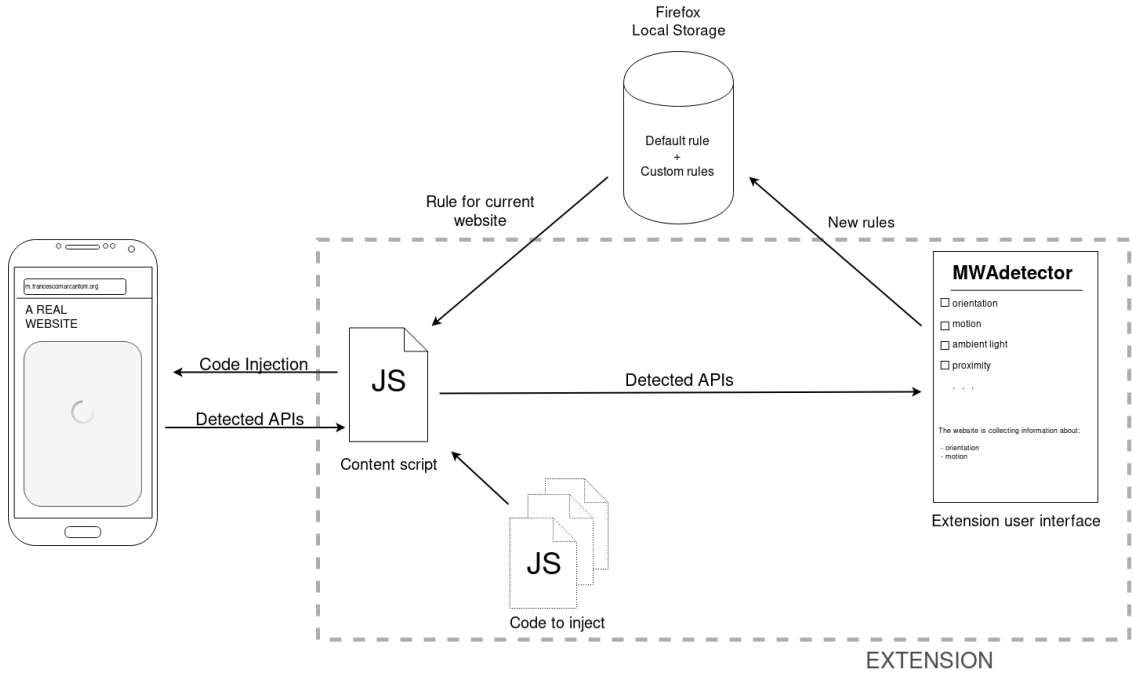 Firefox
Local Storage
Default rule
+
Custom rules
Rule for current
website
New rules
m.francescomarcantoni.org
A REAL
WEBSITE
Code Injection
Detected APIs
JS
Content script
Detected APIs
JS
Code to inject
MWAdetector
orientation
motion
ambient light
proximity
. . .
The website is collecting information about:
- orientation
- motion
Extension user interface
EXTENSION